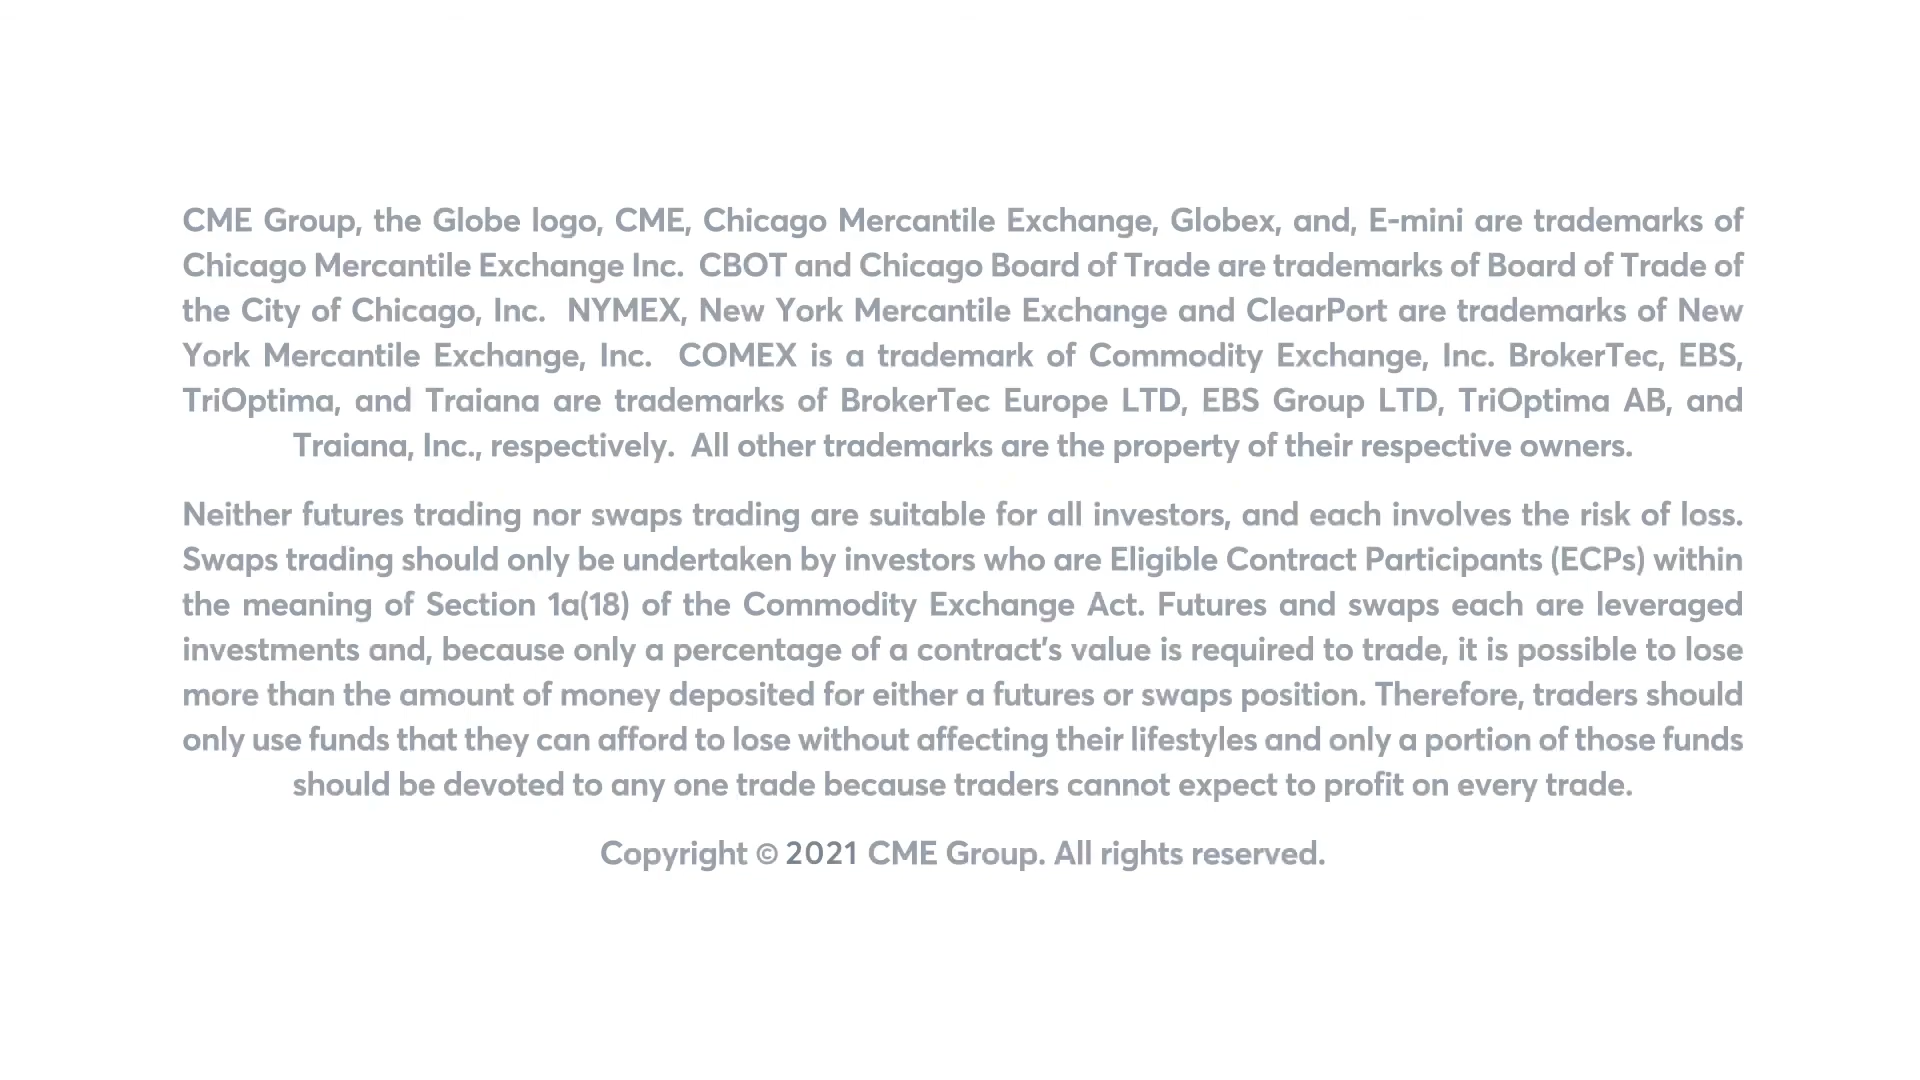 CME Group, the Globe logo, CME, Chicago Mercantile Exchange, Globex, and, E-mini are trademarks of
Chicago Mercantile Exchange Inc.  CBOT and Chicago Board of Trade are trademarks of Board of Trade of
the City of Chicago, Inc.  NYMEX, New York Mercantile Exchange and ClearPort are trademarks of New
York Mercantile Exchange, Inc.  COMEX is a trademark of Commodity Exchange, Inc. BrokerTec, EBS,
TriOptima, and Traiana are trademarks of BrokerTec Europe LTD, EBS Group LTD, TriOptima AB, and
Traiana, Inc., respectively.  All other trademarks are the property of their respective owners.
Neither futures trading nor swaps trading are suitable for all investors, and each involves the risk of loss.
Swaps trading should only be undertaken by investors who are Eligible Contract Participants (ECPs) within
the meaning of Section 1a(18) of the Commodity Exchange Act. Futures and swaps each are leveraged
investments and, because only a percentage of a contract's value is required to trade, it is possible to lose
more than the amount of money deposited for either a futures or swaps position. Therefore, traders should
only use funds that they can afford to lose without affecting their lifestyles and only a portion of those funds
should be devoted to any one trade because traders cannot expect to profit on every trade.
Copyright © 2021 CME Group. All rights reserved.